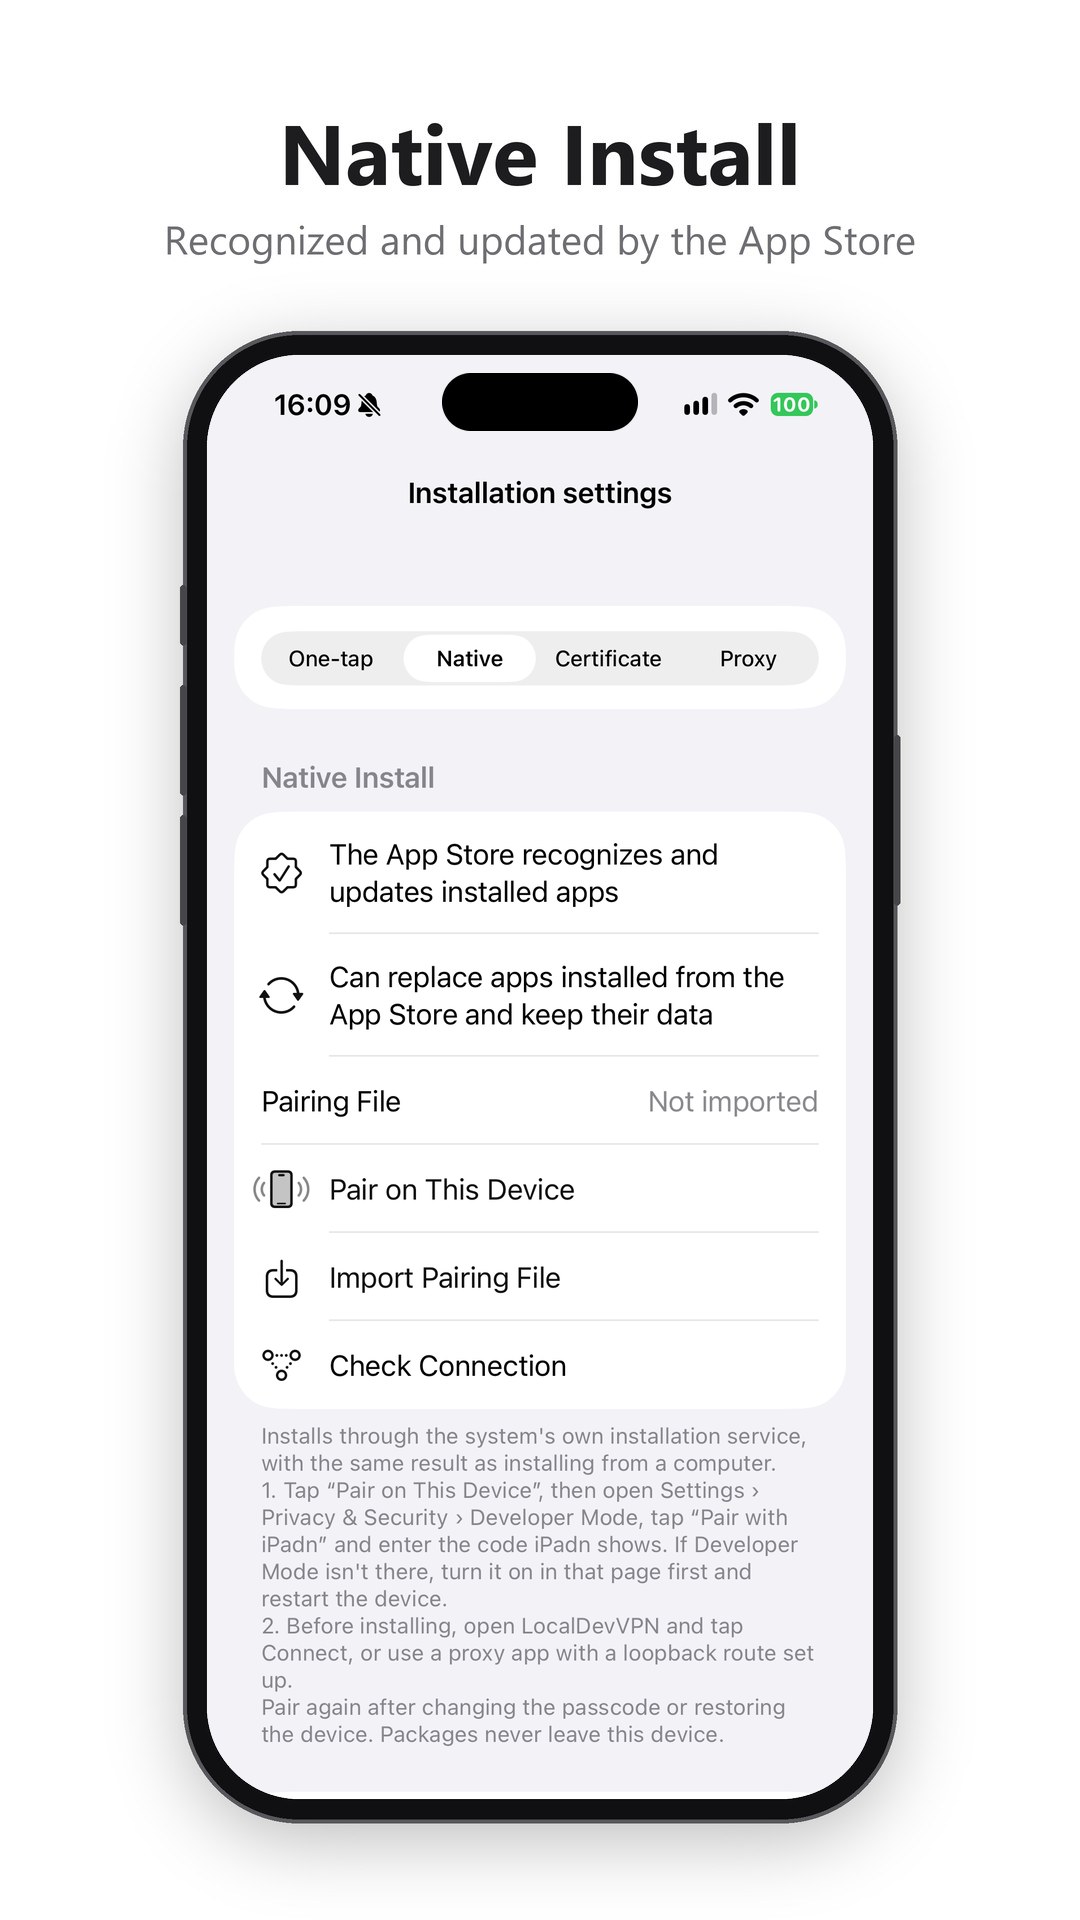 Native Install
Recognized and updated by the App Store
16:09
100
Installation settings
One-tap
Native
Certificate
Proxy
Native Install
The App Store recognizes and
updates installed apps
Can replace apps installed from the
App Store and keep their data
Pairing File
Not imported
Pair on This Device
Import Pairing File
Check Connection
Installs through the system's own installation service,
with the same result as installing from a computer.
1. Tap “Pair on This Device”, then open Settings ›
Privacy & Security › Developer Mode, tap “Pair with
iPadn” and enter the code iPadn shows. If Developer
Mode isn't there, turn it on in that page first and
restart the device.
2. Before installing, open LocalDevVPN and tap
Connect, or use a proxy app with a loopback route set
up.
Pair again after changing the passcode or restoring
the device. Packages never leave this device.